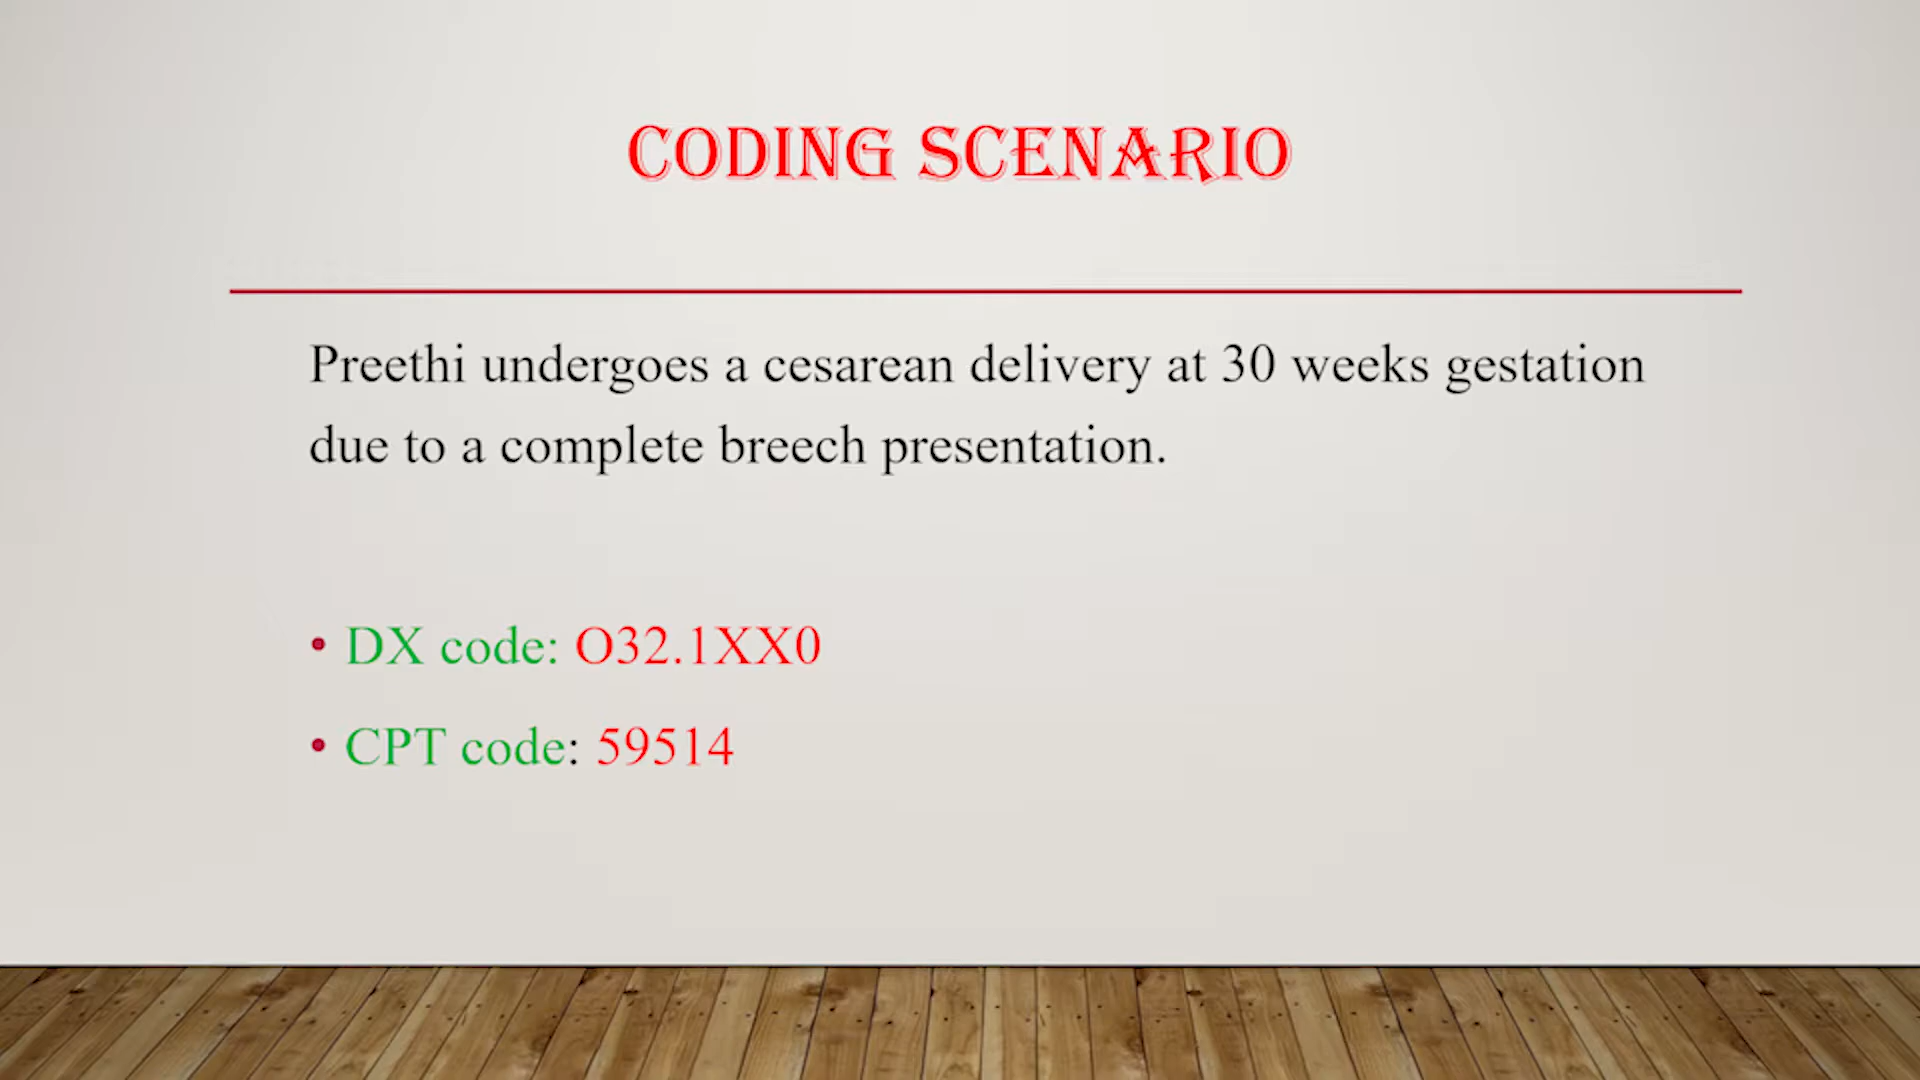 CODING SCENARIO
Preethi undergoes a cesarean delivery at 30 weeks gestation
due to a complete breech presentation.
• DX code: O32.1XX0
• CPT code: 59514